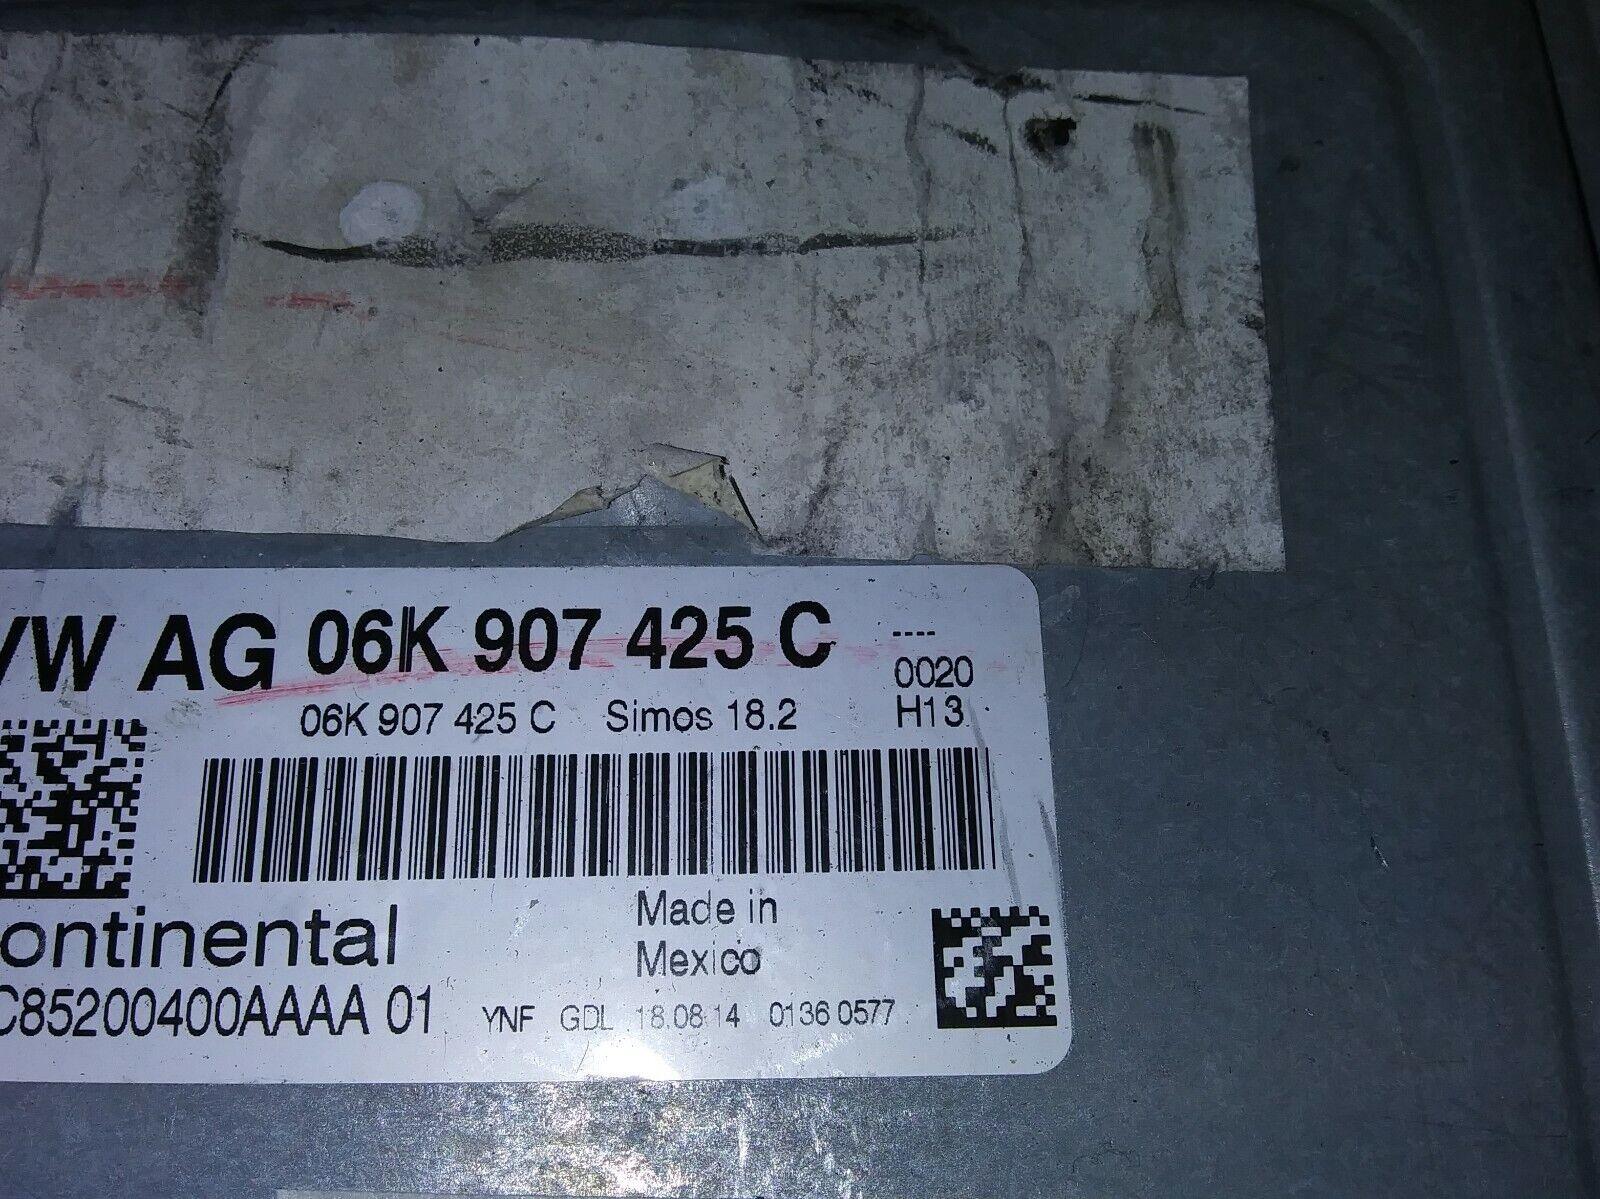 VW AG 06K 907 425 C
----
0020
06K 907 425 C Simos 18.2
H13
ontinental
Made in
Mexico
C85200400AAAA 01
YNF GDL 18.08.14 0136 0577